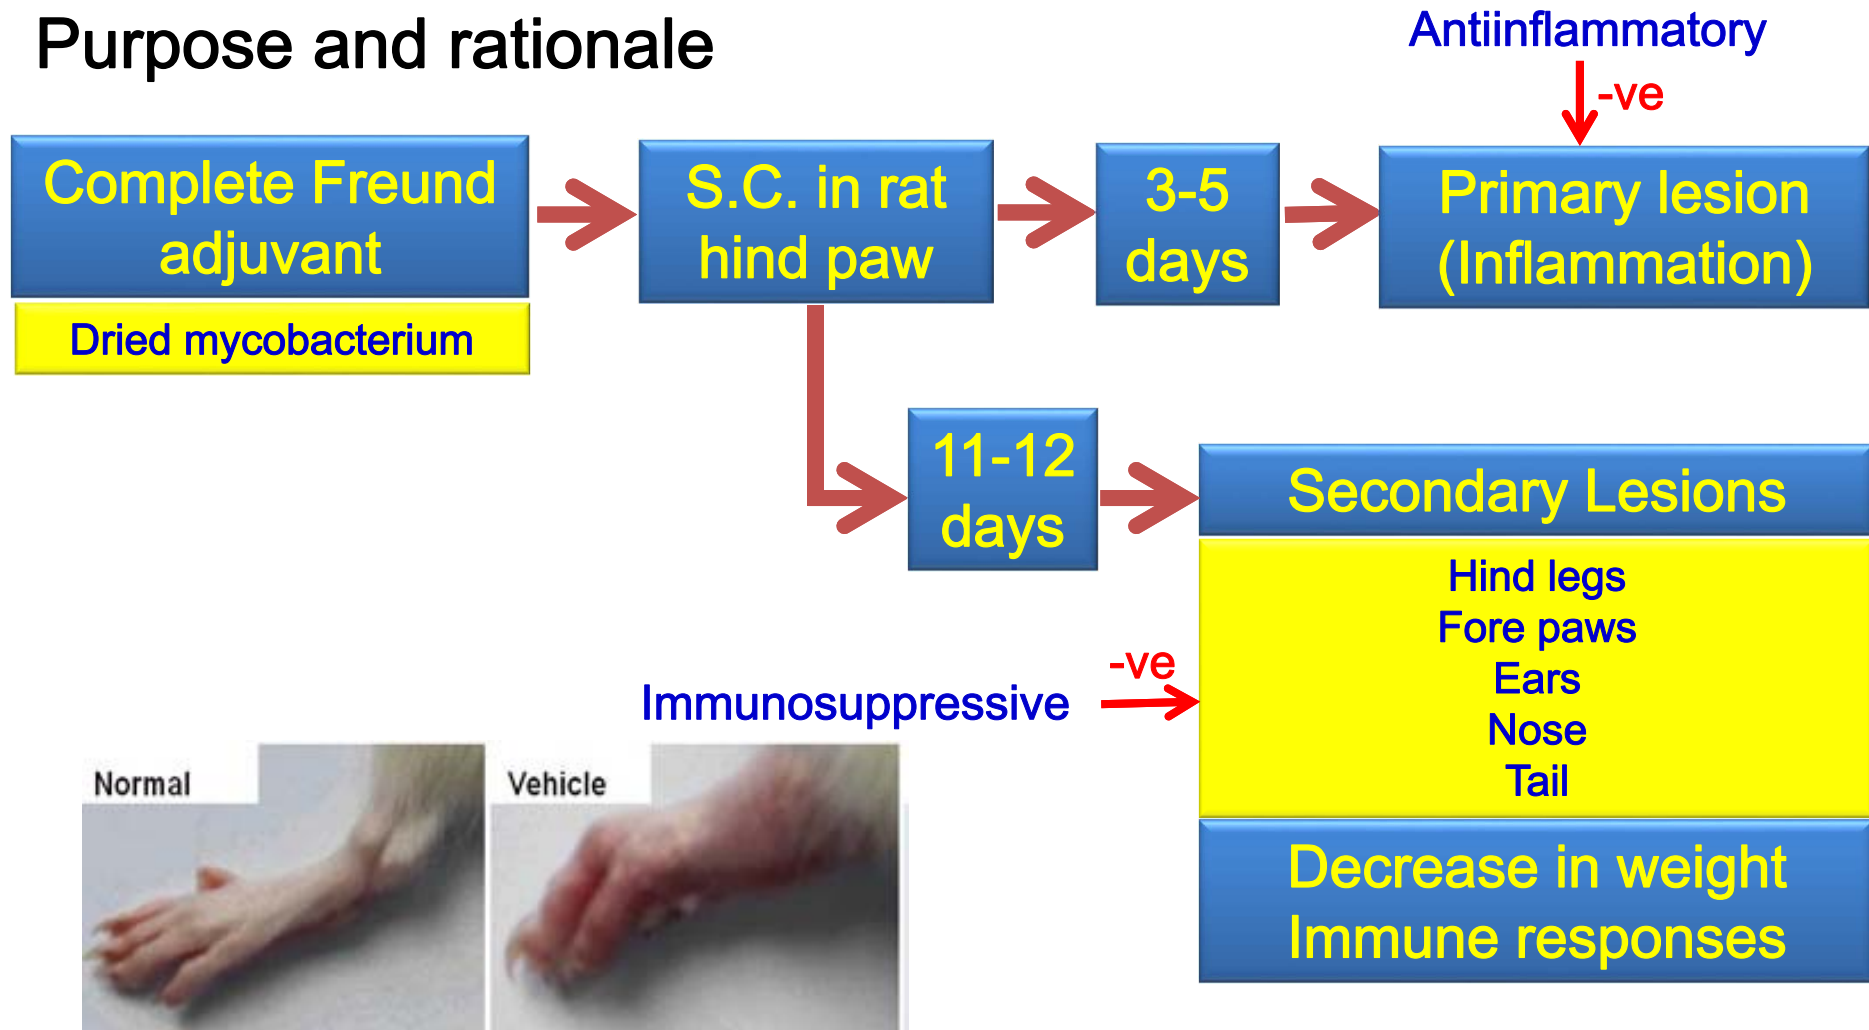 Purpose and rationale
Antiinflammatory
-ve
Complete Freund
adjuvant
Dried mycobacterium
S.C. in rat
hind paw
3-5
days
Primary lesion
(Inflammation)
11-12
days
Secondary Lesions
Hind legs
Fore paws
Ears
Nose
Tail
Immunosuppressive
-ve
Decrease in weight
Immune responses
Normal
Vehicle